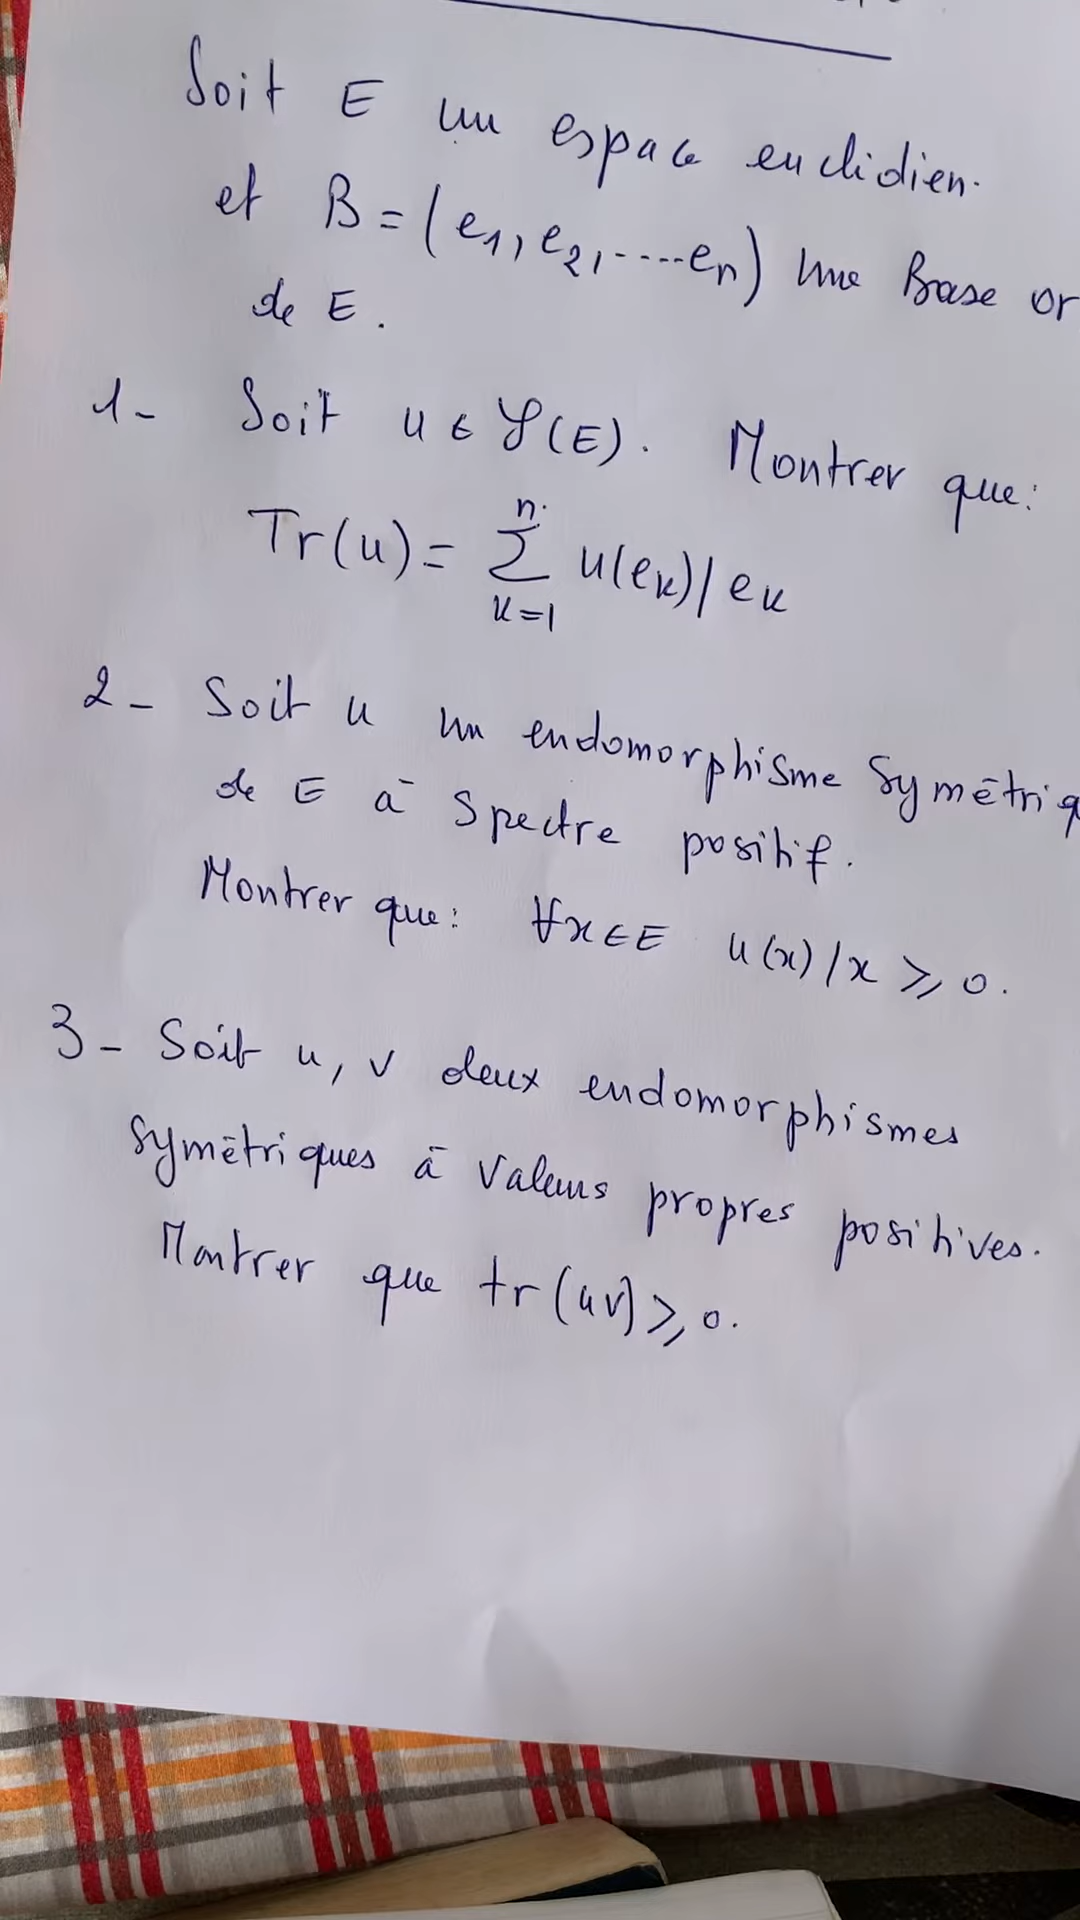 Soit E un espace euclidien.
et B = (e1, e2, ....en) une Base or
de E.
1- Soit u ∈ ℒ(E). Montrer que:
Tr(u) = ∑_{k=1}^{n} u(ek)/ek
2- Soit u un endomorphisme Symétriq
de E à Spectre positif.
Montrer que: ∀x∈E u(x)/x ⩾ 0.
3- Soit u, v deux endomorphismes
Symétriques à Valeurs propres positives.
Montrer que tr(uv) ⩾ 0.